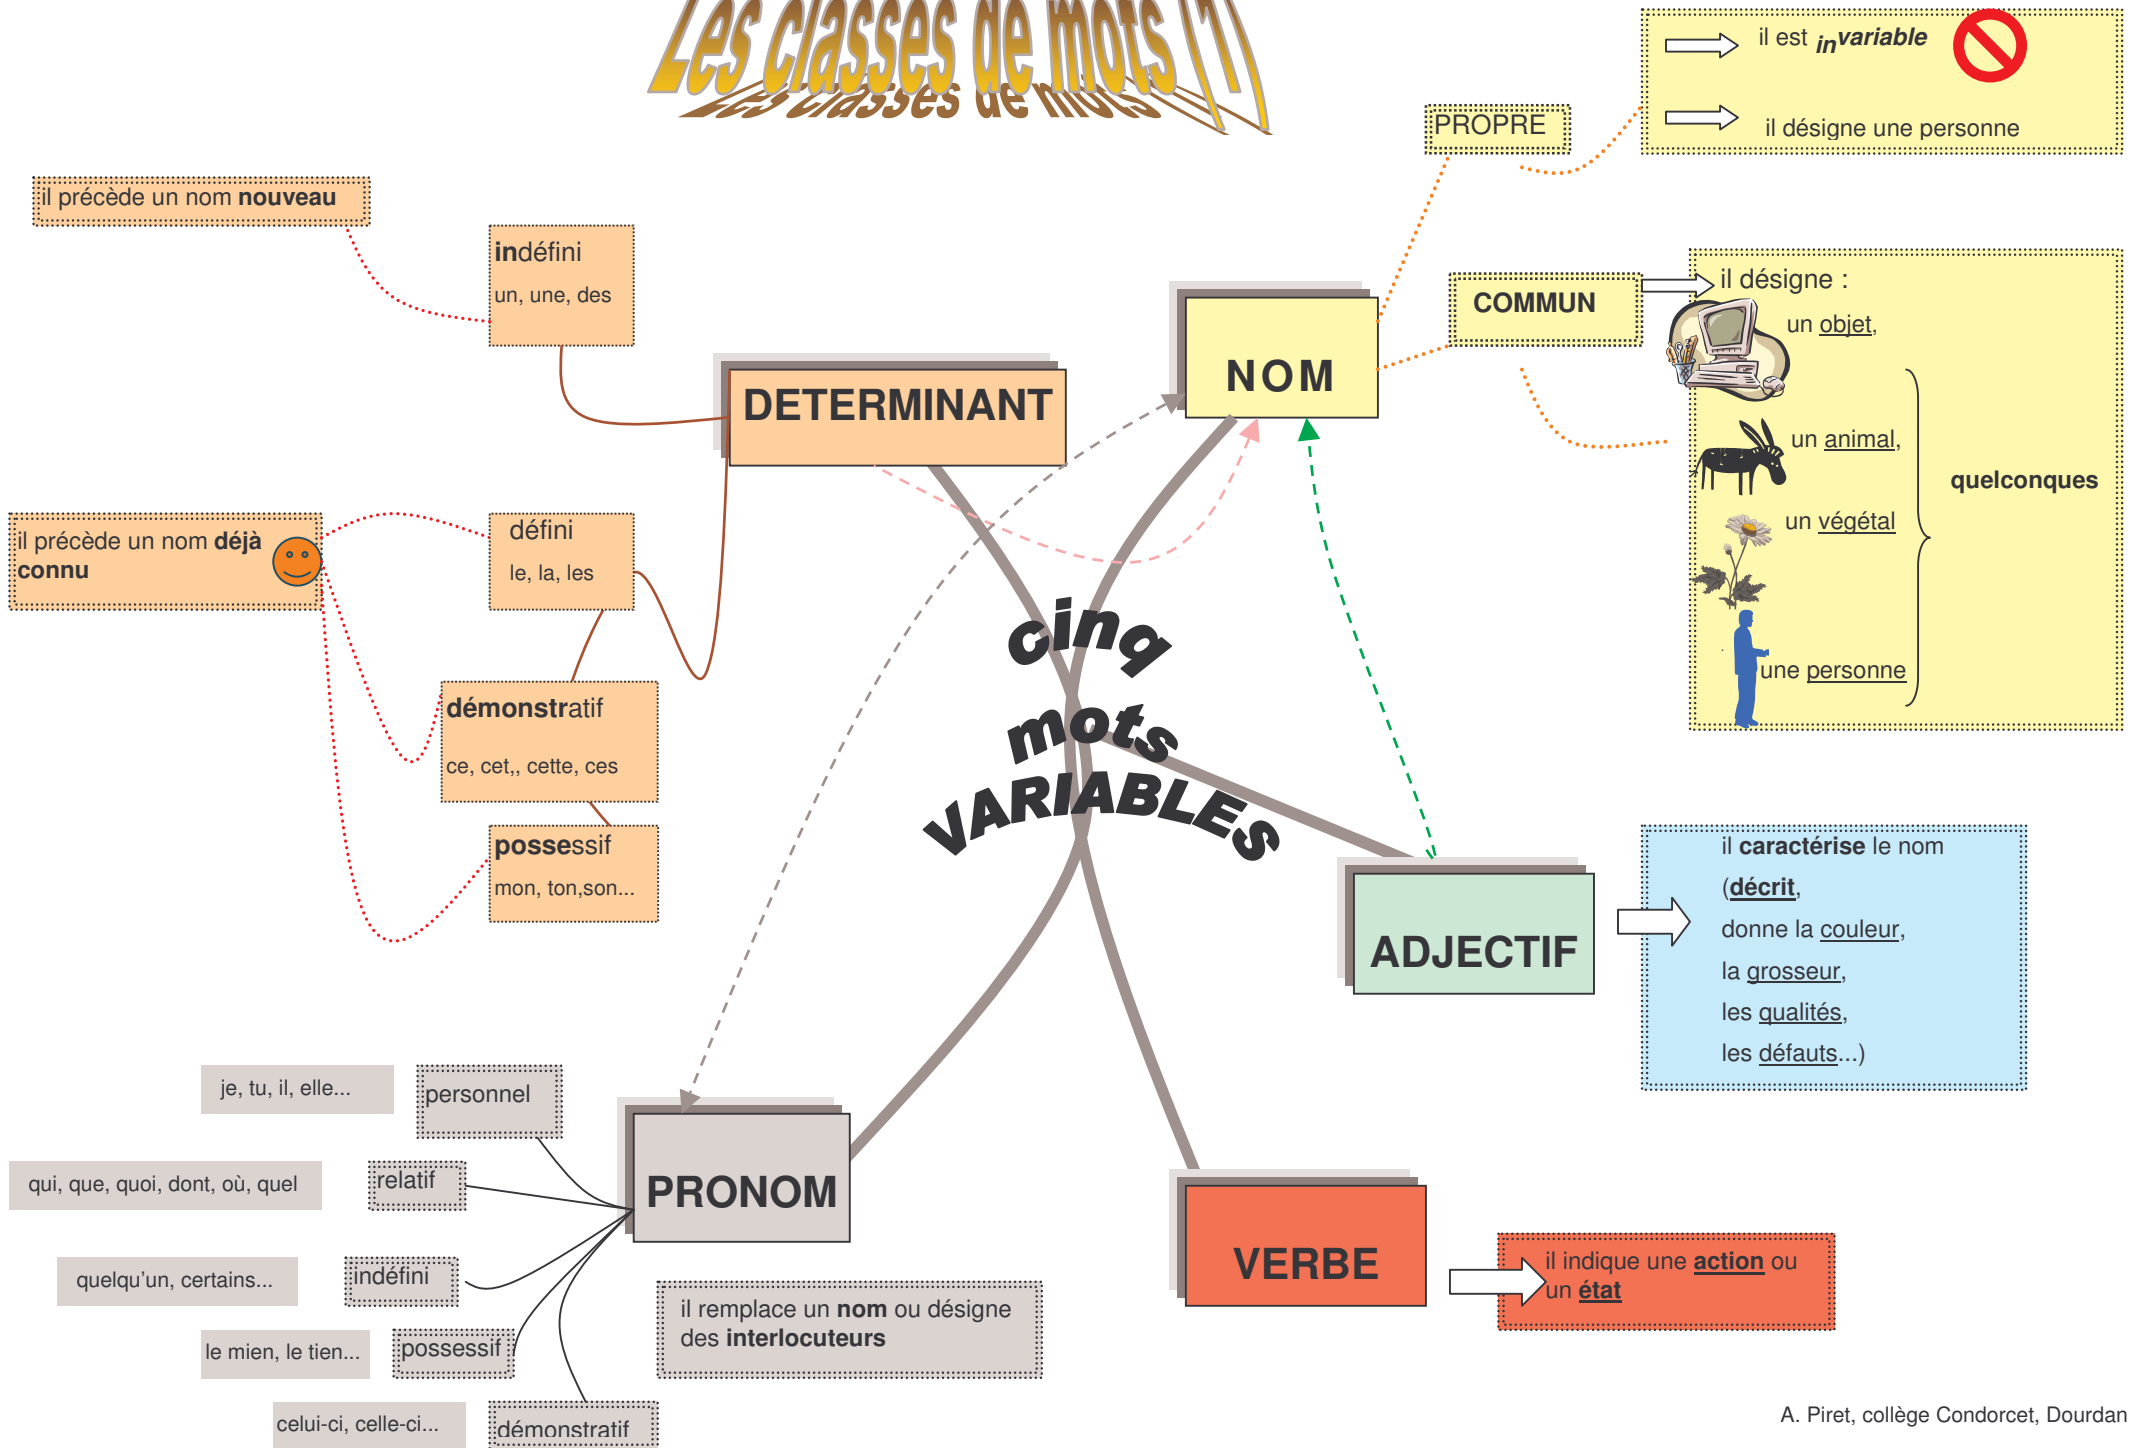 Les classes de mots (1)
il est invariable
il désigne une personne
PROPRE
il précède un nom nouveau
indéfini
un, une, des
il désigne :
un objet,
COMMUN
NOM
DETERMINANT
un animal,
quelconques
un végétal
une personne
il précède un nom déjà
connu
défini
le, la, les
démonstratif
ce, cet,, cette, ces
possessif
mon, ton,son...
cinq
mots
VARIABLES
ADJECTIF
il caractérise le nom
(décrit,
donne la couleur,
la grosseur,
les qualités,
les défauts...)
je, tu, il, elle...
personnel
qui, que, quoi, dont, où, quel
relatif
PRONOM
quelqu'un, certains...
indéfini
le mien, le tien...
possessif
celui-ci, celle-ci...
démonstratif
il remplace un nom ou désigne
des interlocuteurs
VERBE
il indique une action ou
un état
A. Piret, collège Condorcet, Dourdan